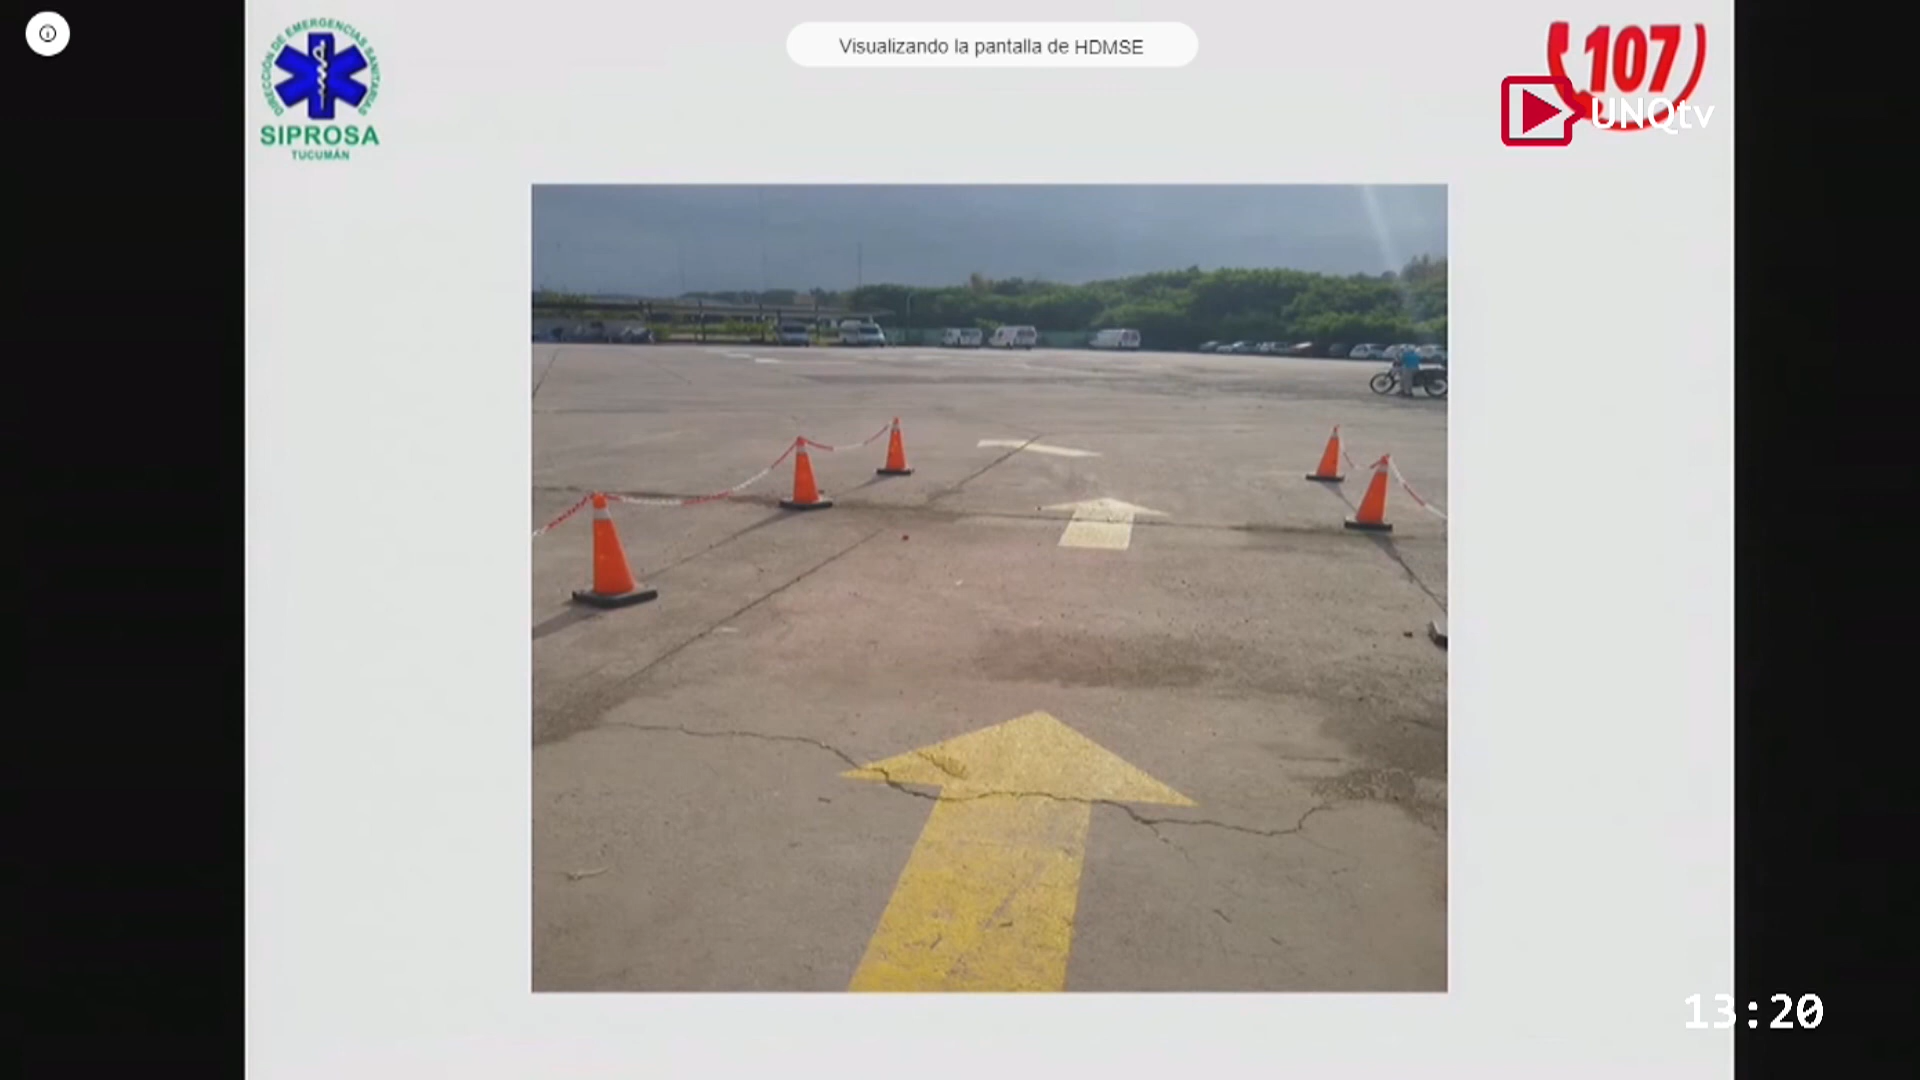 Visualizando la pantalla de HDMSE
DIRECCIÓN DE EMERGENCIAS SANITARIAS
SIPROSA
TUCUMÁN
107
UNQtv
13:20